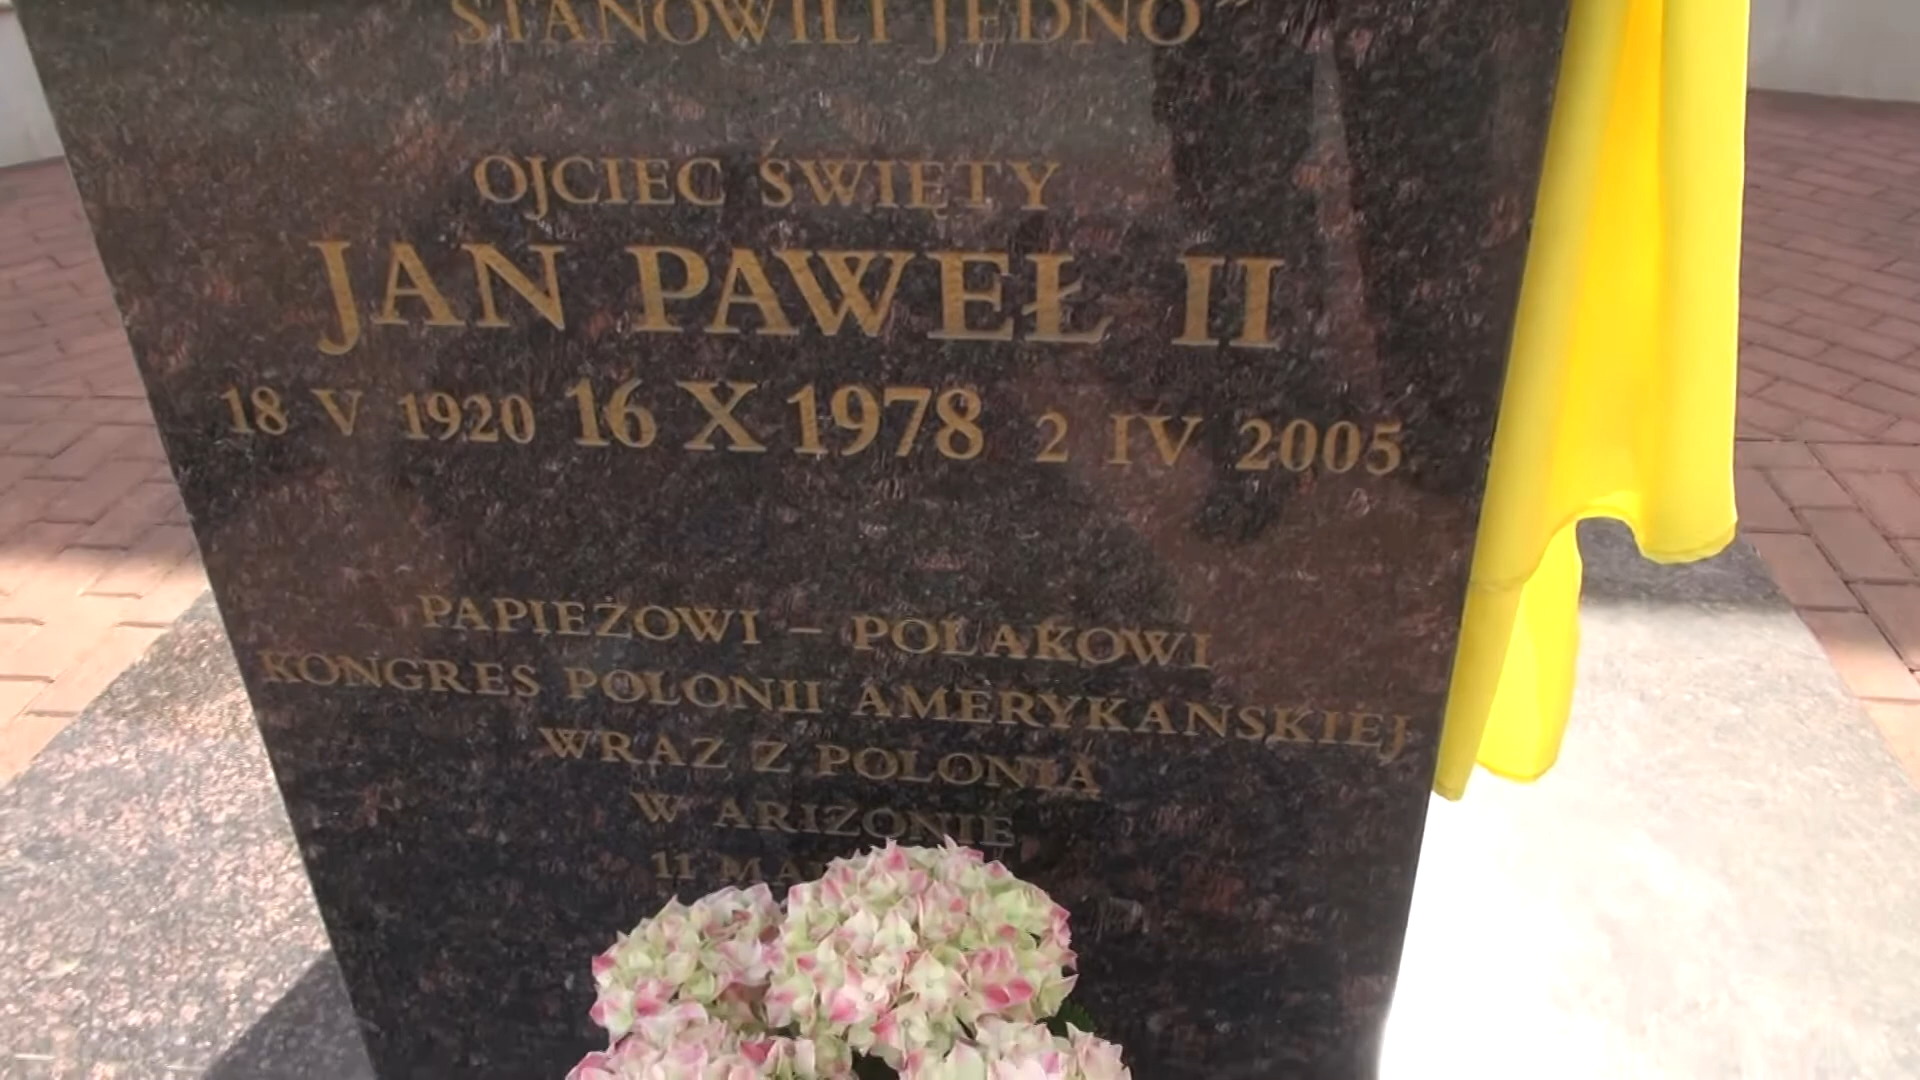 STANOWILI JEDNO”
OJCIEC ŚWIĘTY
JAN PAWEŁ II
18 V 1920 16 X 1978 2 IV 2005
PAPIEŻOWI – POLAKOWI
KONGRES POLONII AMERYKANSKIEJ
WRAZ Z POLONIĄ
W ARIZONIE
11